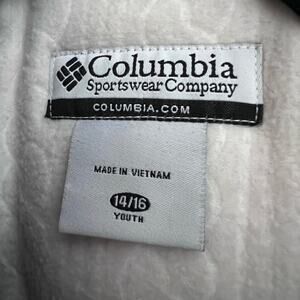 Columbia
Sportswear Company
COLUMBIA.COM
MADE IN VIETNAM
14/16
YOUTH